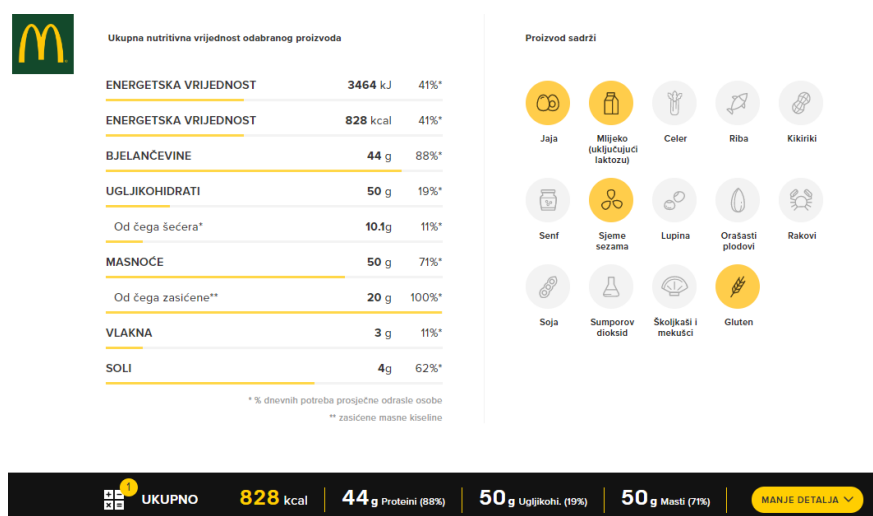 Ukupna nutritivna vrijednost odabranog proizvoda
ENERGETSKA VRIJEDNOST 3464 kJ 41%*
ENERGETSKA VRIJEDNOST 828 kcal 41%*
BJELANČEVINE 44 g 88%*
UGLJIKOHIDRATI 50 g 19%*
Od čega šećera* 10.1g 11%*
MASNOĆE 50 g 71%*
Od čega zasićene** 20 g 100%*
VLAKNA 3 g 11%*
SOLI 4g 62%*
* % dnevnih potreba prosječne odrasle osobe
** zasićene masne kiseline
Proizvod sadrži
Jaja
Mlijeko
(uključujući
laktozu)
Celer
Riba
Kikiriki
Senf
Sjeme
sezama
Lupina
Orašasti
plodovi
Rakovi
Soja
Sumporov
dioksid
Školjkaši i
mekušci
Gluten
1
UKUPNO 828 kcal 44 g Proteini (88%) 50 g Ugljikohi. (19%) 50 g Masti (71%) MANJE DETALJA